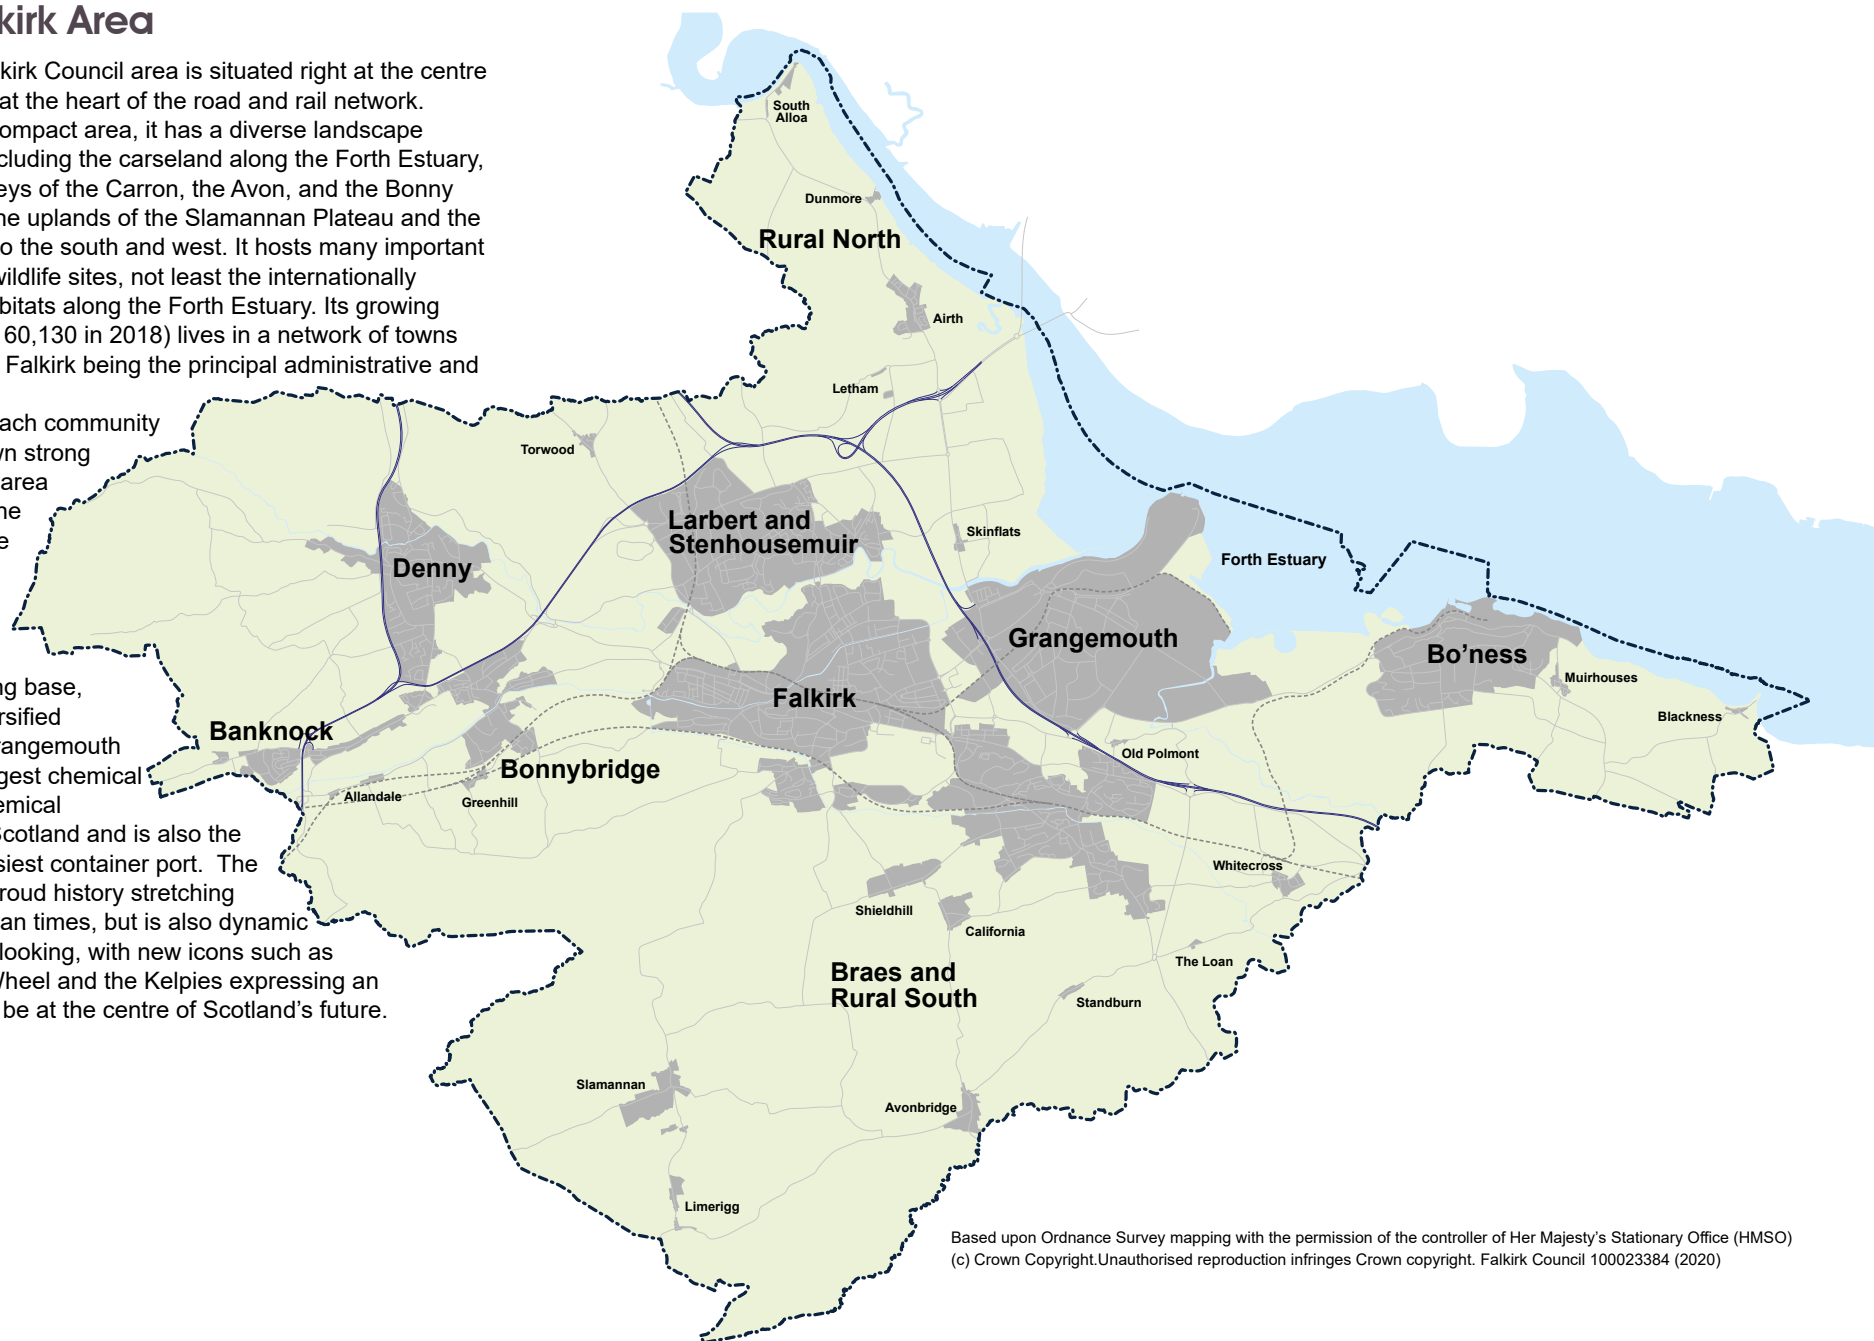 kirk Area
kirk Council area is situated right at the centre
at the heart of the road and rail network.
ompact area, it has a diverse landscape
cluding the carseland along the Forth Estuary,
eys of the Carron, the Avon, and the Bonny
he uplands of the Slamannan Plateau and the
o the south and west. It hosts many important
wildlife sites, not least the internationally
bitats along the Forth Estuary. Its growing
60,130 in 2018) lives in a network of towns
Falkirk being the principal administrative and
ach community
wn strong
area
ne
e
ng base,
ersified
rangemouth
gest chemical
emical
Scotland and is also the
siest container port. The
roud history stretching
an times, but is also dynamic
looking, with new icons such as
Wheel and the Kelpies expressing an
be at the centre of Scotland's future.
South
Alloa
Dunmore
Rural North
Airth
Letham
Torwood
Larbert and
Stenhousemuir
Skinflats
Denny
Forth Estuary
Grangemouth
Bo'ness
Muirhouses
Falkirk
Blackness
Banknock
Old Polmont
Bonnybridge
Allandale
Greenhill
Whitecross
Shieldhill
California
The Loan
Braes and
Rural South
Standburn
Slamannan
Avonbridge
Limerigg
Based upon Ordnance Survey mapping with the permission of the controller of Her Majesty's Stationary Office (HMSO)
(c) Crown Copyright.Unauthorised reproduction infringes Crown copyright. Falkirk Council 100023384 (2020)